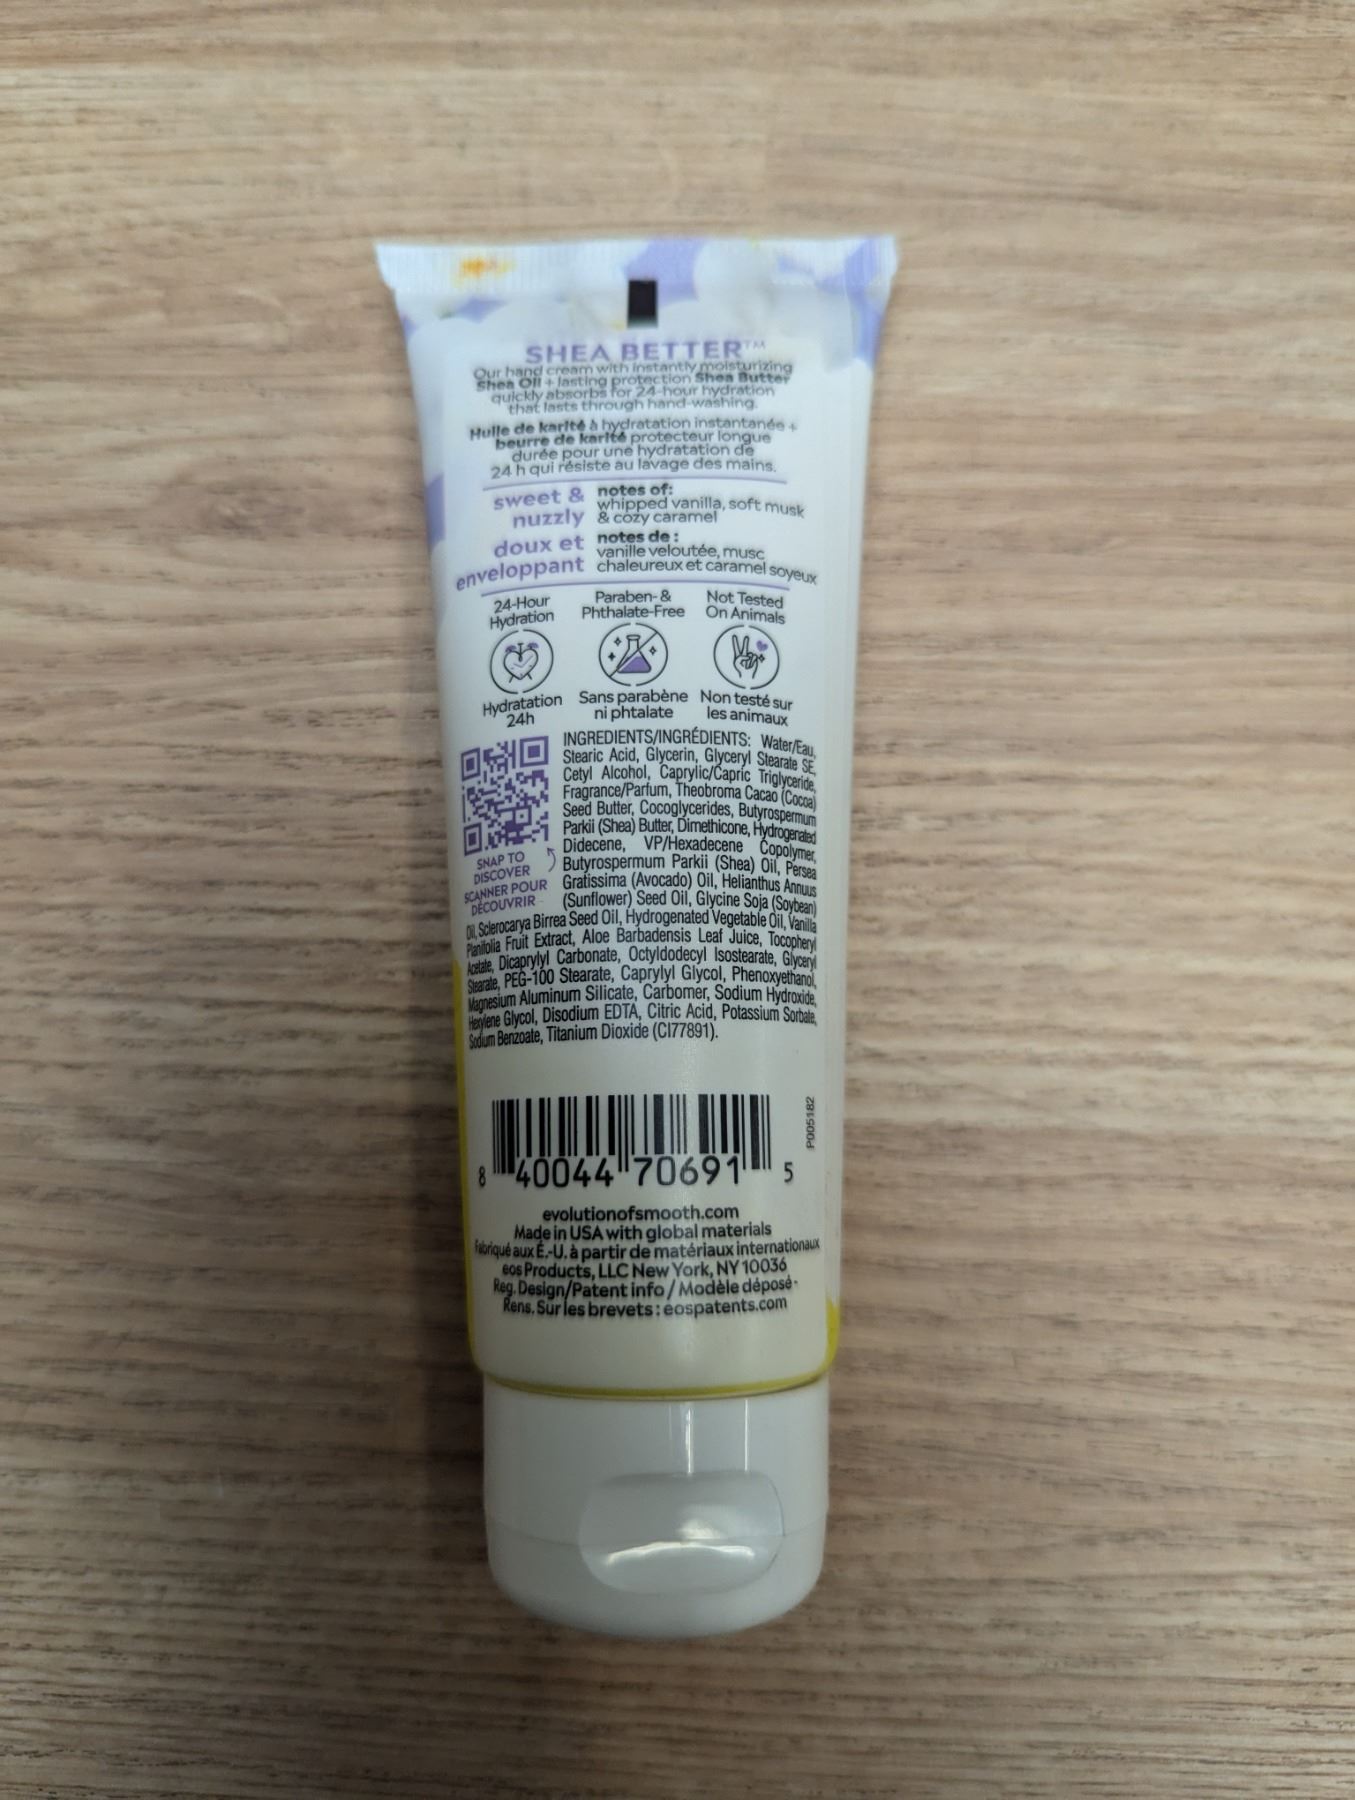 SHEA BETTER™
Our hand cream with instantly moisturizing
Shea Oil + lasting protection Shea Butter
quickly absorbs for 24-hour hydration
that lasts through hand-washing.
Huile de karité à hydratation instantanée +
beurre de karité protecteur longue
durée pour une hydratation de
24 h qui résiste au lavage des mains.
sweet &
nuzzly
notes of:
whipped vanilla, soft musk
& cozy caramel
doux et
enveloppant
notes de :
vanille veloutée, musc
chaleureux et caramel soyeux
24-Hour
Hydration
Paraben- &
Phthalate-Free
Not Tested
On Animals
Hydratation
24h
Sans parabène
ni phtalate
Non testé sur
les animaux
SNAP TO
DISCOVER
SCANNER POUR
DÉCOUVRIR
INGREDIENTS/INGRÉDIENTS: Water/Eau,
Stearic Acid, Glycerin, Glyceryl Stearate SE,
Cetyl Alcohol, Caprylic/Capric Triglyceride,
Fragrance/Parfum, Theobroma Cacao (Cocoa)
Seed Butter, Cocoglycerides, Butyrospermum
Parkii (Shea) Butter, Dimethicone, Hydrogenated
Didecene, VP/Hexadecene Copolymer,
Butyrospermum Parkii (Shea) Oil, Persea
Gratissima (Avocado) Oil, Helianthus Annuus
(Sunflower) Seed Oil, Glycine Soja (Soybean)
Oil, Sclerocarya Birrea Seed Oil, Hydrogenated Vegetable Oil, Vanilla
Planifolia Fruit Extract, Aloe Barbadensis Leaf Juice, Tocopheryl
Acetate, Dicaprylyl Carbonate, Octyldodecyl Isostearate, Glyceryl
Stearate, PEG-100 Stearate, Caprylyl Glycol, Phenoxyethanol,
Magnesium Aluminum Silicate, Carbomer, Sodium Hydroxide,
Hexylene Glycol, Disodium EDTA, Citric Acid, Potassium Sorbate,
Sodium Benzoate, Titanium Dioxide (CI77891).
P005182
8 40044 70691 5
evolutionofsmooth.com
Made in USA with global materials
Fabriqué aux É.-U. à partir de matériaux internationaux
eos Products, LLC New York, NY 10036
Reg. Design/Patent info / Modèle déposé -
Rens. Sur les brevets : eospatents.com